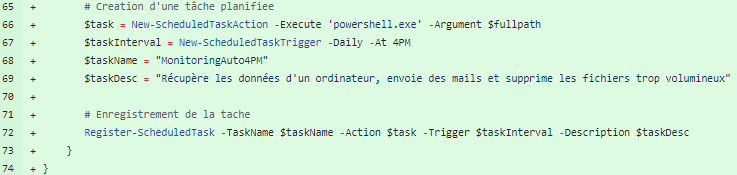 65 + # Creation d'une tâche planifiee
66 + $task = New-ScheduledTaskAction -Execute 'powershell.exe' -Argument $fullpath
67 + $taskInterval = New-ScheduledTaskTrigger -Daily -At 4PM
68 + $taskName = "MonitoringAuto4PM"
69 + $taskDesc = "Récupère les données d'un ordinateur, envoie des mails et supprime les fichiers trop volumineux"
70 +
71 + # Enregistrement de la tache
72 + Register-ScheduledTask -TaskName $taskName -Action $task -Trigger $taskInterval -Description $taskDesc
73 + }
74 + }